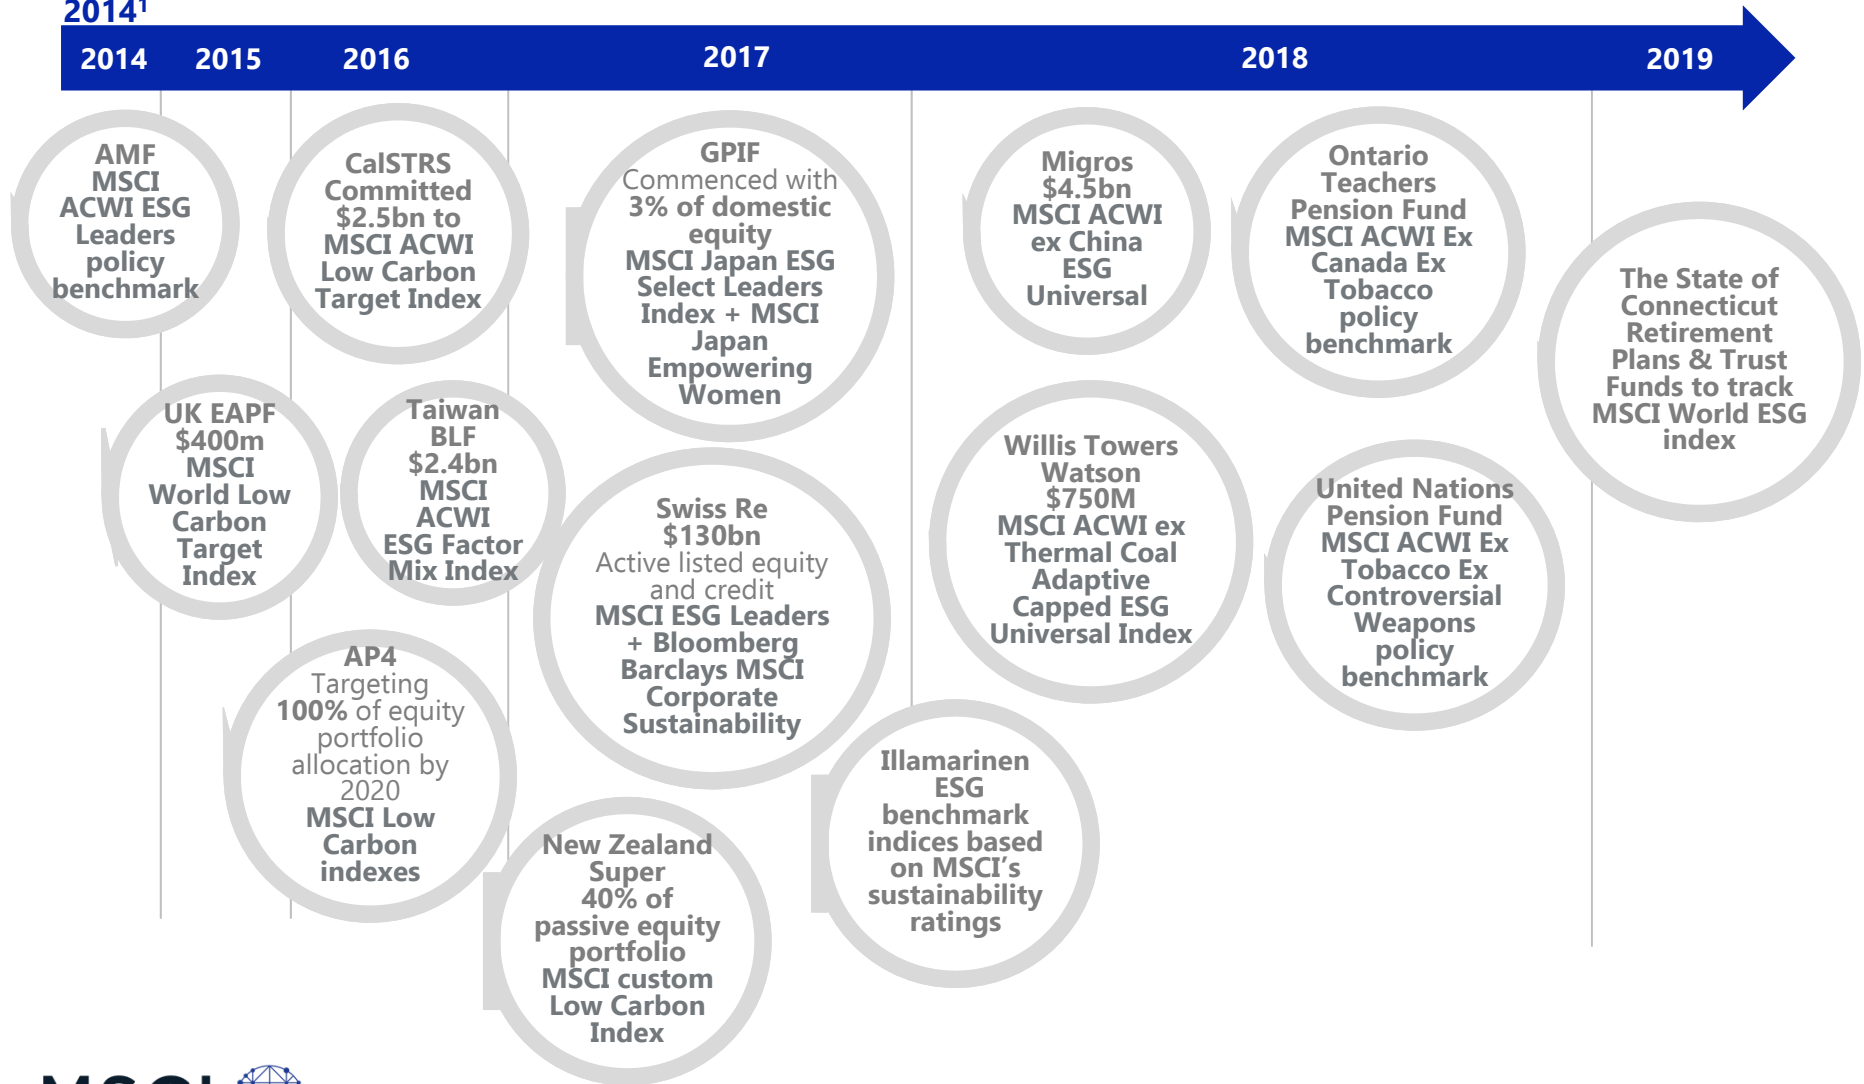 2014¹
2014
2015
2016
2017
2018
2019
AMF
MSCI
ACWI ESG
Leaders
policy
benchmark
UK EAPF
$400m
MSCI
World Low
Carbon
Target
Index
CalSTRS
Committed
$2.5bn to
MSCI ACWI
Low Carbon
Target Index
Taiwan
BLF
$2.4bn
MSCI
ACWI
ESG Factor
Mix Index
AP4
Targeting
100% of equity
portfolio
allocation by
2020
MSCI Low
Carbon
indexes
GPIF
Commenced with
3% of domestic
equity
MSCI Japan ESG
Select Leaders
Index + MSCI
Japan
Empowering
Women
Swiss Re
$130bn
Active listed equity
and credit
MSCI ESG Leaders
+ Bloomberg
Barclays MSCI
Corporate
Sustainability
New Zealand
Super
40% of
passive equity
portfolio
MSCI custom
Low Carbon
Index
Migros
$4.5bn
MSCI ACWI
ex China
ESG
Universal
Willis Towers
Watson
$750M
MSCI ACWI ex
Thermal Coal
Adaptive
Capped ESG
Universal Index
Illamarinen
ESG
benchmark
indices based
on MSCI’s
sustainability
ratings
Ontario
Teachers
Pension Fund
MSCI ACWI Ex
Canada Ex
Tobacco
policy
benchmark
United Nations
Pension Fund
MSCI ACWI Ex
Tobacco Ex
Controversial
Weapons
policy
benchmark
The State of
Connecticut
Retirement
Plans & Trust
Funds to track
MSCI World ESG
index
MSCI